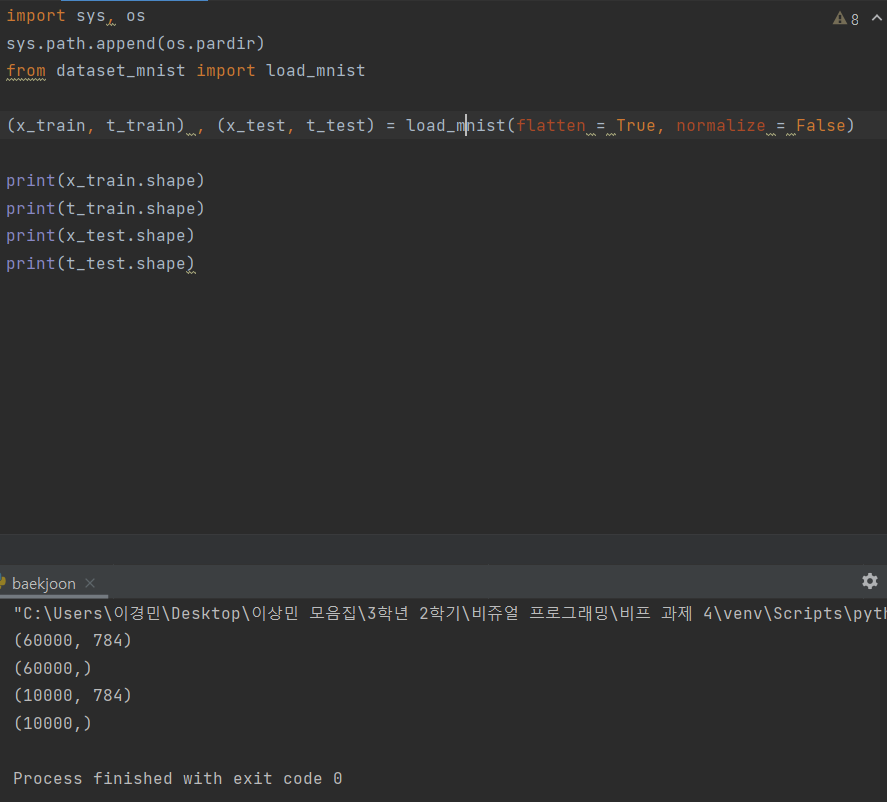 import sys, os
sys.path.append(os.pardir)
from dataset_mnist import load_mnist
(x_train, t_train) , (x_test, t_test) = load_mnist(flatten = True, normalize = False)
print(x_train.shape)
print(t_train.shape)
print(x_test.shape)
print(t_test.shape)
8
baekjoon
"C:\Users\이경민\Desktop\이상민 모음집\3학년 2학기\비쥬얼 프로그래밍\비프 과제 4\venv\Scripts\pyth
(60000, 784)
(60000,)
(10000, 784)
(10000,)
Process finished with exit code 0